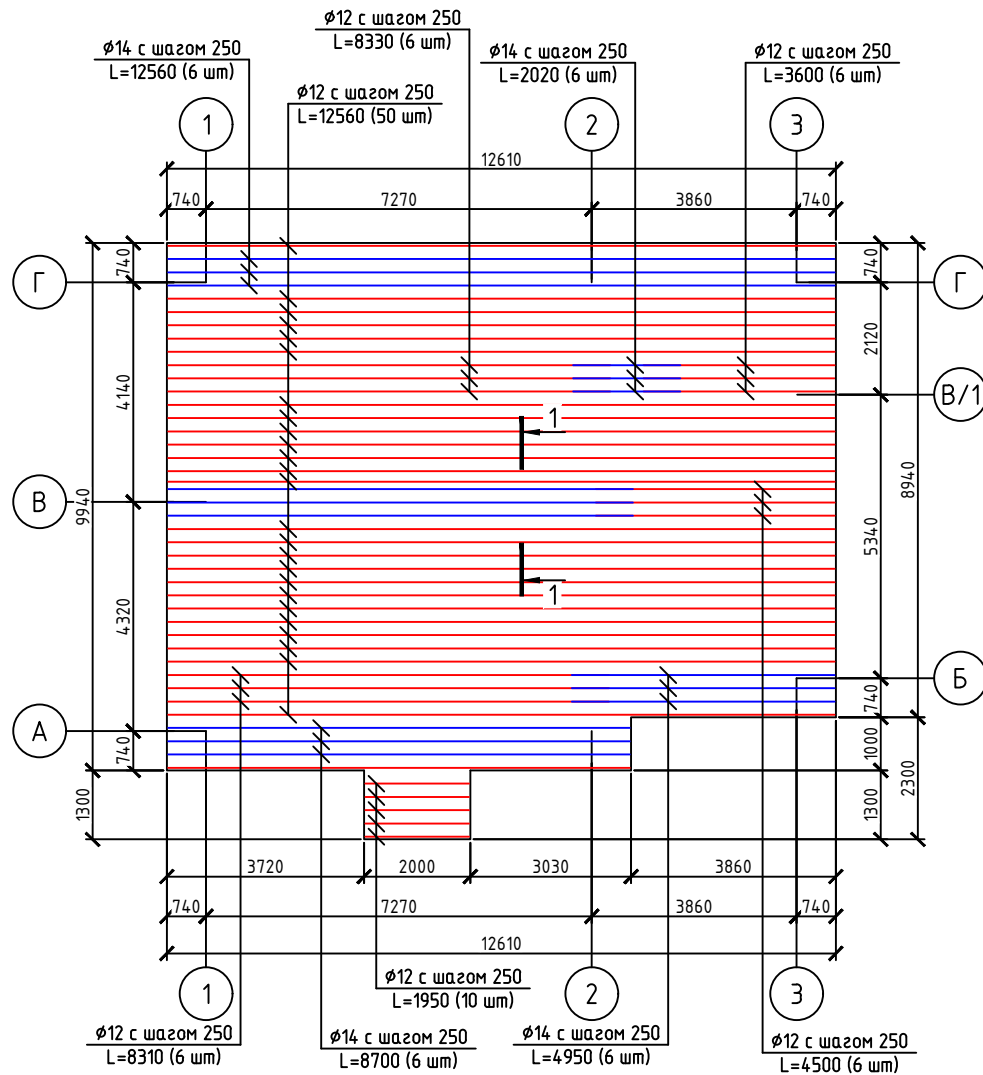 Ø12 с шагом 250
L=8330 (6 шт)
Ø14 с шагом 250
L=12560 (6 шт)
Ø14 с шагом 250
L=2020 (6 шт)
Ø12 с шагом 250
L=3600 (6 шт)
Ø12 с шагом 250
L=12560 (50 шт)
1
2
3
12610
740
7270
3860
740
740
740
Г
Г
2120
4140
В/1
1
9940
В
8940
5340
1
4320
Б
740
А
740
1000
1300
1300
2300
3720
2000
3030
3860
740
7270
3860
740
12610
1
2
3
Ø12 с шагом 250
L=1950 (10 шт)
Ø12 с шагом 250
L=8310 (6 шт)
Ø14 с шагом 250
L=8700 (6 шт)
Ø14 с шагом 250
L=4950 (6 шт)
Ø12 с шагом 250
L=4500 (6 шт)